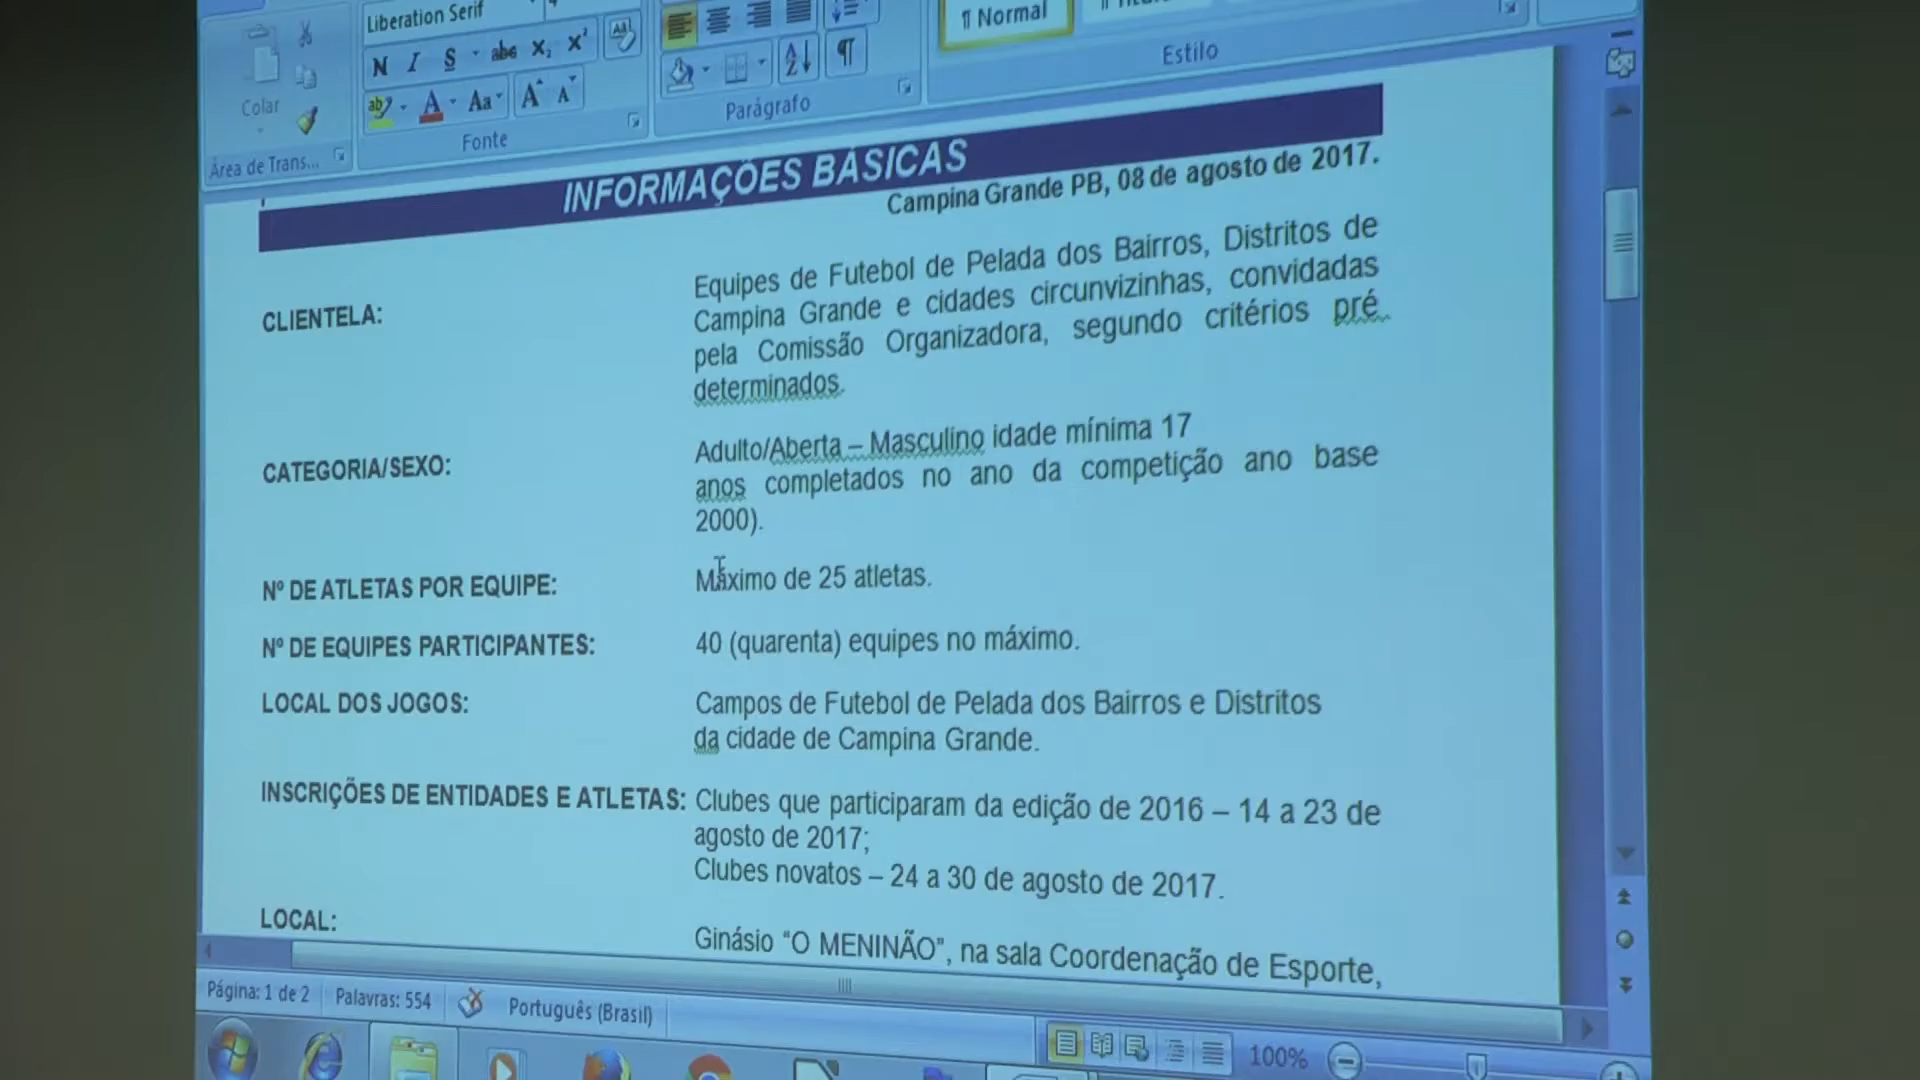 Liberation Serif
N I S abc X₂ X²
Aa A A
Colar
Área de Trans...
Fonte
Parágrafo
¶ Normal
Estilo
INFORMAÇÕES BÁSICAS
Campina Grande PB, 08 de agosto de 2017.
CLIENTELA:
Equipes de Futebol de Pelada dos Bairros, Distritos de
Campina Grande e cidades circunvizinhas, convidadas
pela Comissão Organizadora, segundo critérios pré
determinados.
CATEGORIA/SEXO:
Adulto/Aberta – Masculino idade mínima 17
anos completados no ano da competição ano base
2000).
Nº DE ATLETAS POR EQUIPE:
Máximo de 25 atletas.
Nº DE EQUIPES PARTICIPANTES:
40 (quarenta) equipes no máximo.
LOCAL DOS JOGOS:
Campos de Futebol de Pelada dos Bairros e Distritos
da cidade de Campina Grande.
INSCRIÇÕES DE ENTIDADES E ATLETAS:
Clubes que participaram da edição de 2016 – 14 a 23 de
agosto de 2017;
Clubes novatos – 24 a 30 de agosto de 2017.
LOCAL:
Ginásio “O MENINÃO”, na sala Coordenação de Esporte,
Página: 1 de 2
Palavras: 554
Português (Brasil)
100%